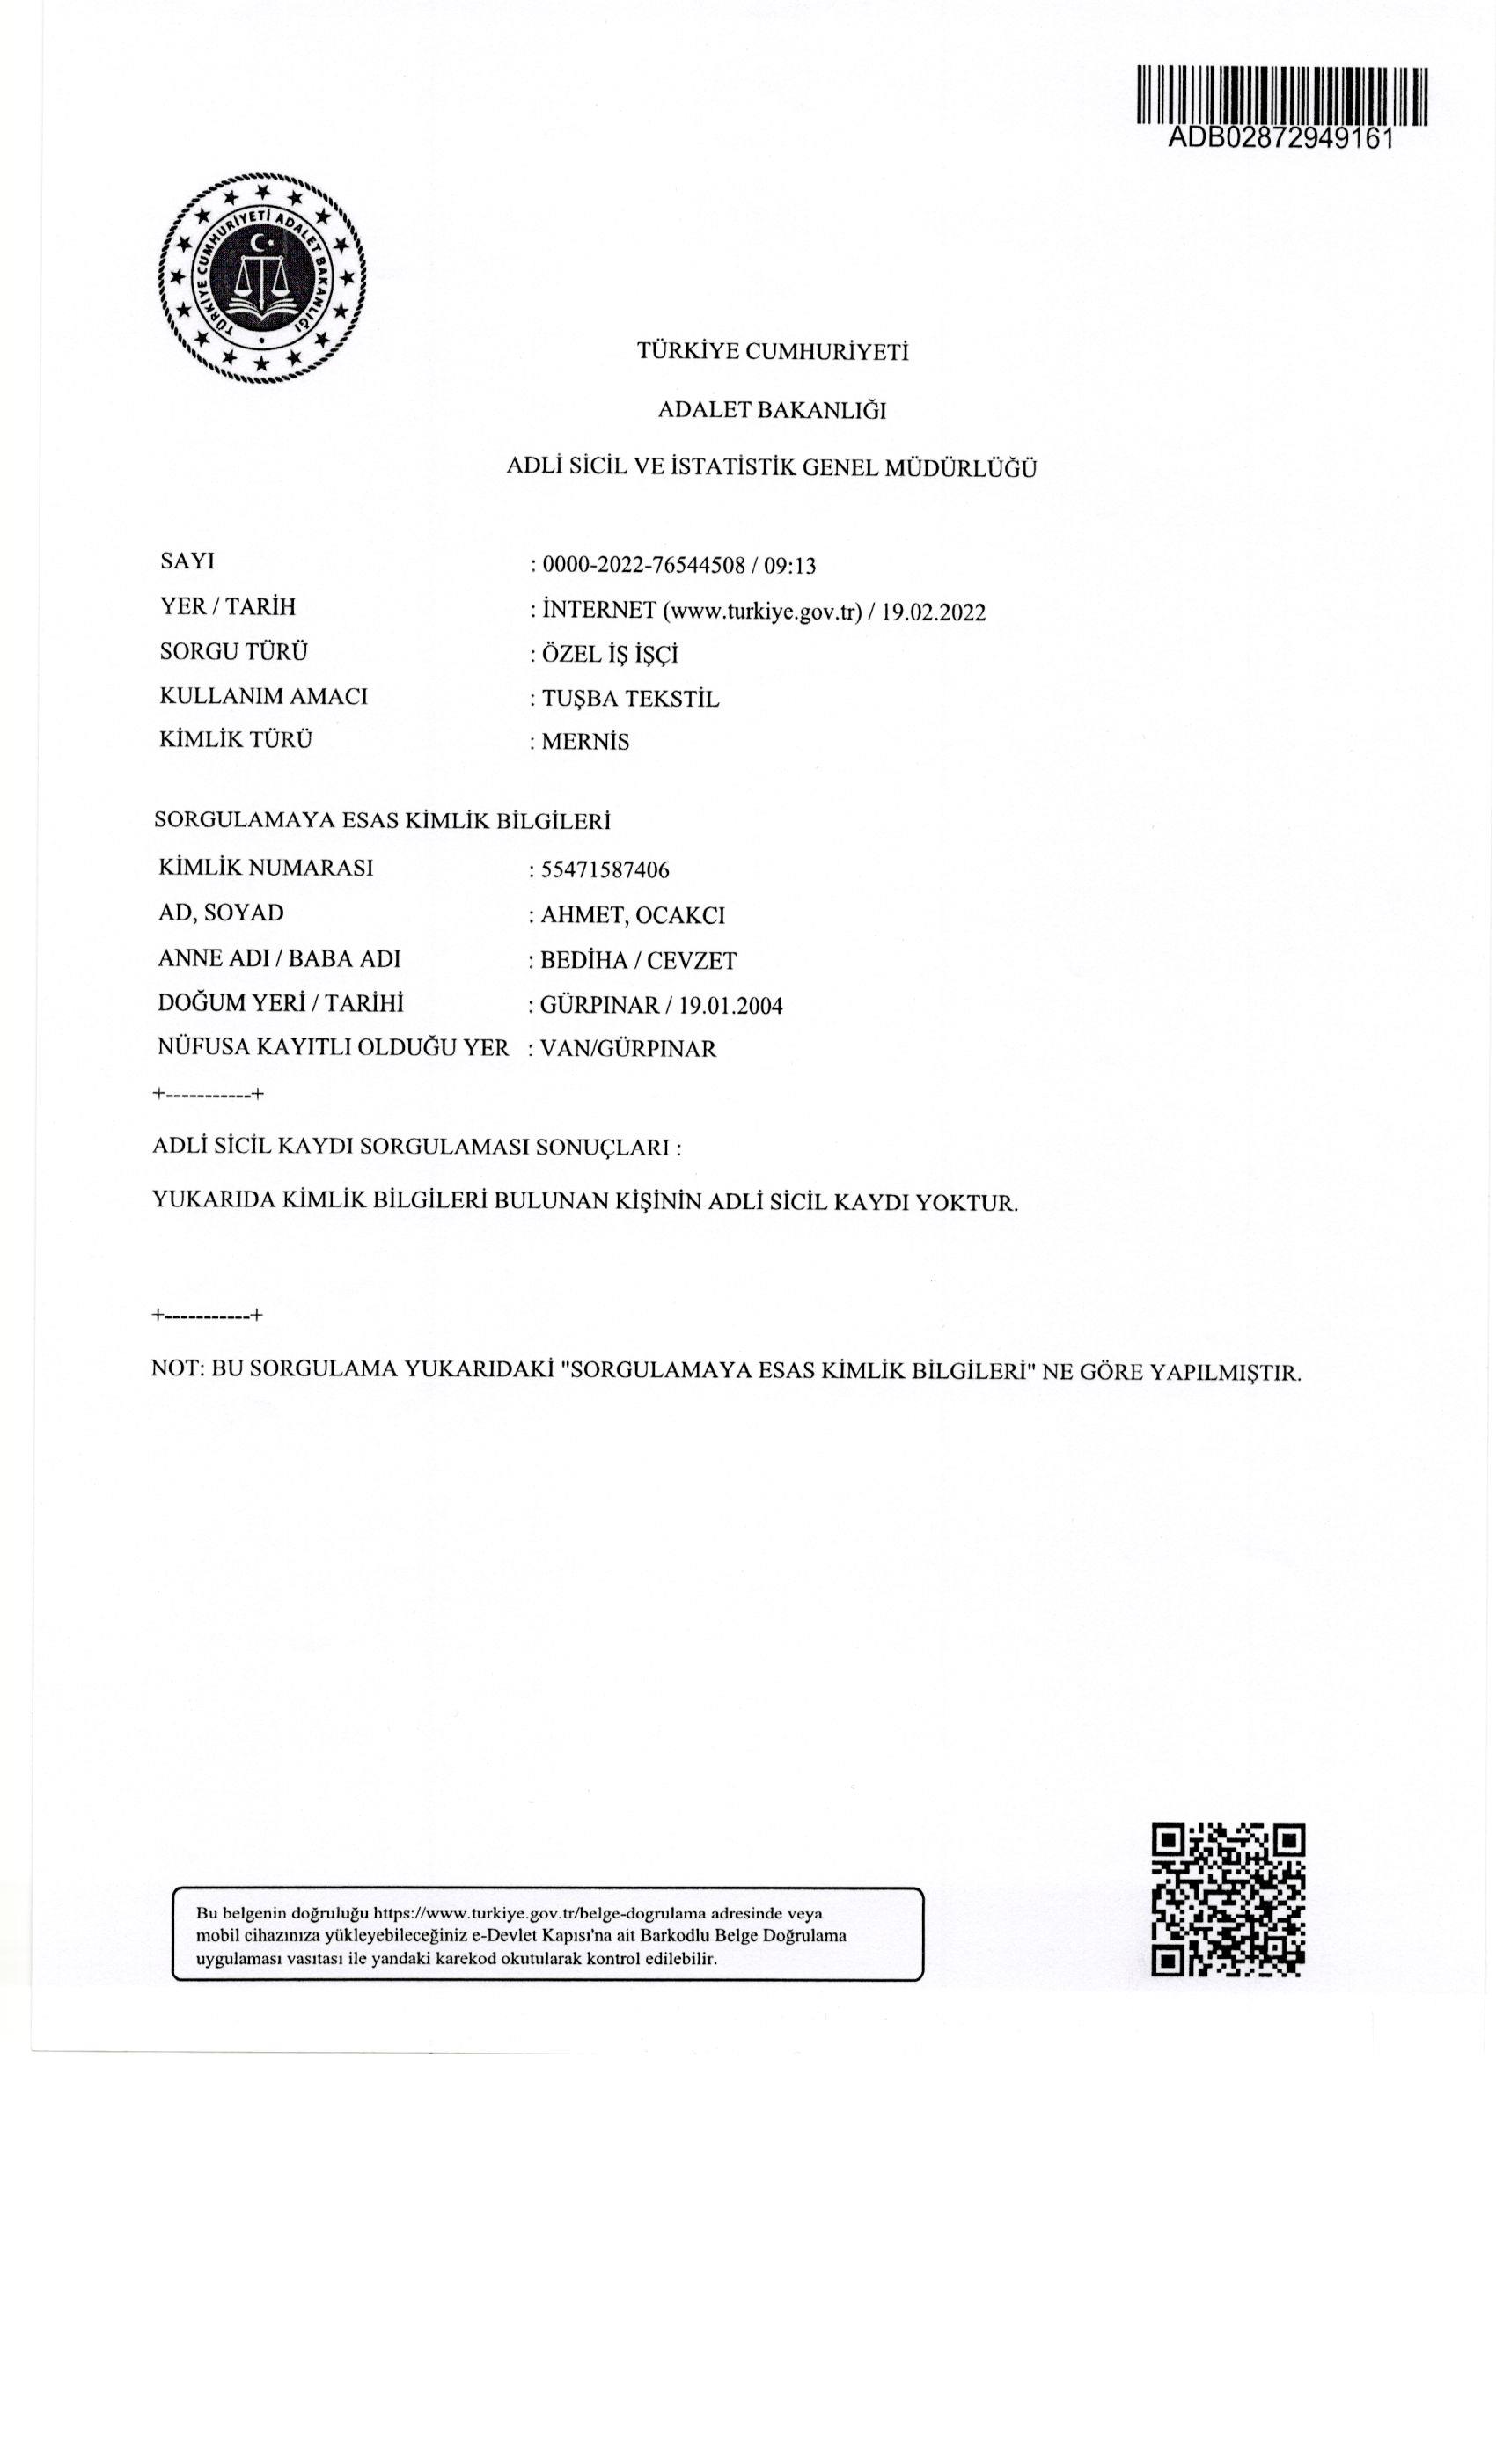 ADB02872949161
TÜRKİYE CUMHURİYETİ ADALET BAKANLIĞI
TÜRKİYE CUMHURİYETİ
ADALET BAKANLIĞI
ADLİ SİCİL VE İSTATİSTİK GENEL MÜDÜRLÜĞÜ
SAYI : 0000-2022-76544508 / 09:13
YER / TARİH : İNTERNET (www.turkiye.gov.tr) / 19.02.2022
SORGU TÜRÜ : ÖZEL İŞ İŞÇİ
KULLANIM AMACI : TUŞBA TEKSTİL
KİMLİK TÜRÜ : MERNİS
SORGULAMAYA ESAS KİMLİK BİLGİLERİ
KİMLİK NUMARASI : 55471587406
AD, SOYAD : AHMET, OCAKCI
ANNE ADI / BABA ADI : BEDİHA / CEVZET
DOĞUM YERİ / TARİHİ : GÜRPINAR / 19.01.2004
NÜFUSA KAYITLI OLDUĞU YER : VAN/GÜRPINAR
+-----------+
ADLİ SİCİL KAYDI SORGULAMASI SONUÇLARI :
YUKARIDA KİMLİK BİLGİLERİ BULUNAN KİŞİNİN ADLİ SİCİL KAYDI YOKTUR.
+-----------+
NOT: BU SORGULAMA YUKARIDAKİ "SORGULAMAYA ESAS KİMLİK BİLGİLERİ" NE GÖRE YAPILMIŞTIR.
Bu belgenin doğruluğu https://www.turkiye.gov.tr/belge-dogrulama adresinde veya
mobil cihazınıza yükleyebileceğiniz e-Devlet Kapısı'na ait Barkodlu Belge Doğrulama
uygulaması vasıtası ile yandaki karekod okutularak kontrol edilebilir.